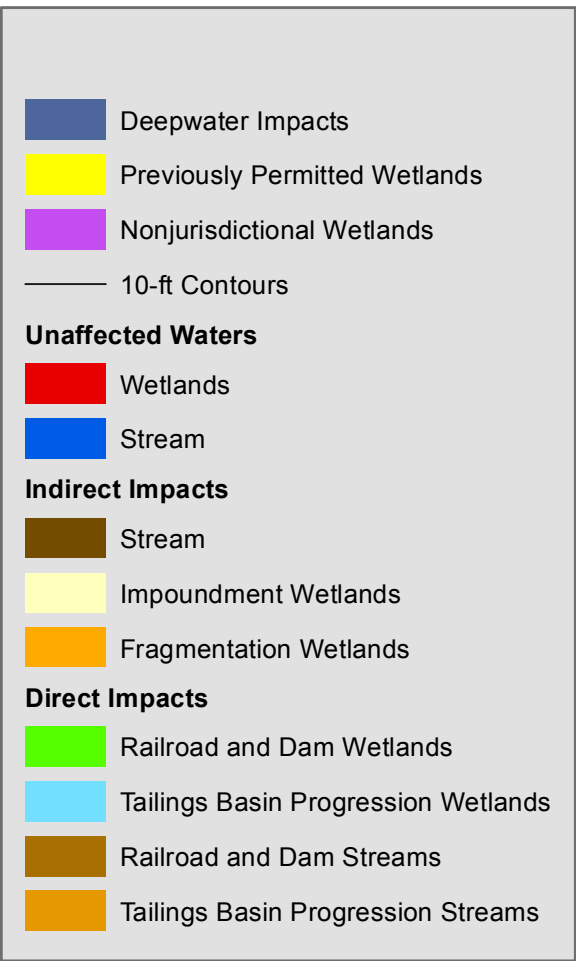 Deepwater Impacts
Previously Permitted Wetlands
Nonjurisdictional Wetlands
10-ft Contours
Unaffected Waters
Wetlands
Stream
Indirect Impacts
Stream
Impoundment Wetlands
Fragmentation Wetlands
Direct Impacts
Railroad and Dam Wetlands
Tailings Basin Progression Wetlands
Railroad and Dam Streams
Tailings Basin Progression Streams